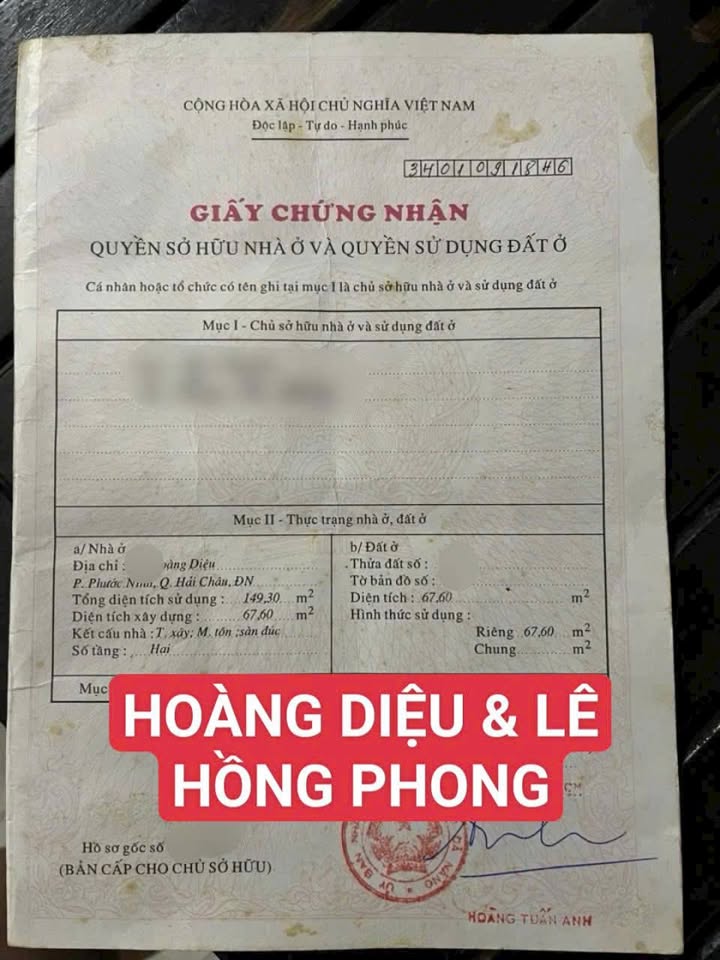 CỘNG HÒA XÃ HỘI CHỦ NGHĨA VIỆT NAM
Độc lập - Tự do - Hạnh phúc
3401091846
GIẤY CHỨNG NHẬN
QUYỀN SỞ HỮU NHÀ Ở VÀ QUYỀN SỬ DỤNG ĐẤT Ở
Cá nhân hoặc tổ chức có tên ghi tại mục I là chủ sở hữu nhà ở và sử dụng đất ở
Mục I - Chủ sở hữu nhà ở và sử dụng đất ở
Mục II - Thực trạng nhà ở, đất ở
a/ Nhà ở
Địa chỉ : oàng Diệu
P. Phước Ninh, Q. Hải Châu, ĐN
Tổng diện tích sử dụng : 149,30 m²
Diện tích xây dựng : 67,60 m²
Kết cấu nhà : T. xây; M. tôn ;sàn đúc
Số tầng : Hai
b/ Đất ở
Thửa đất số :
Tờ bản đồ số :
Diện tích : 67,60 m²
Hình thức sử dụng :
Riêng 67,60 m²
Chung m²
Mục
HOÀNG DIỆU & LÊ
HỒNG PHONG
Hồ sơ gốc số
(BẢN CẤP CHO CHỦ SỞ HỮU)
ỦY BAN
ĐÀ NẴNG
HOÀNG TUẤN ANH